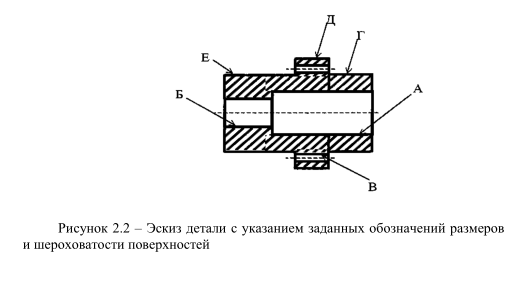 Д
Г
Е
Б
А
В
Рисунок 2.2 – Эскиз детали с указанием заданных обозначений размеров
и шероховатости поверхностей